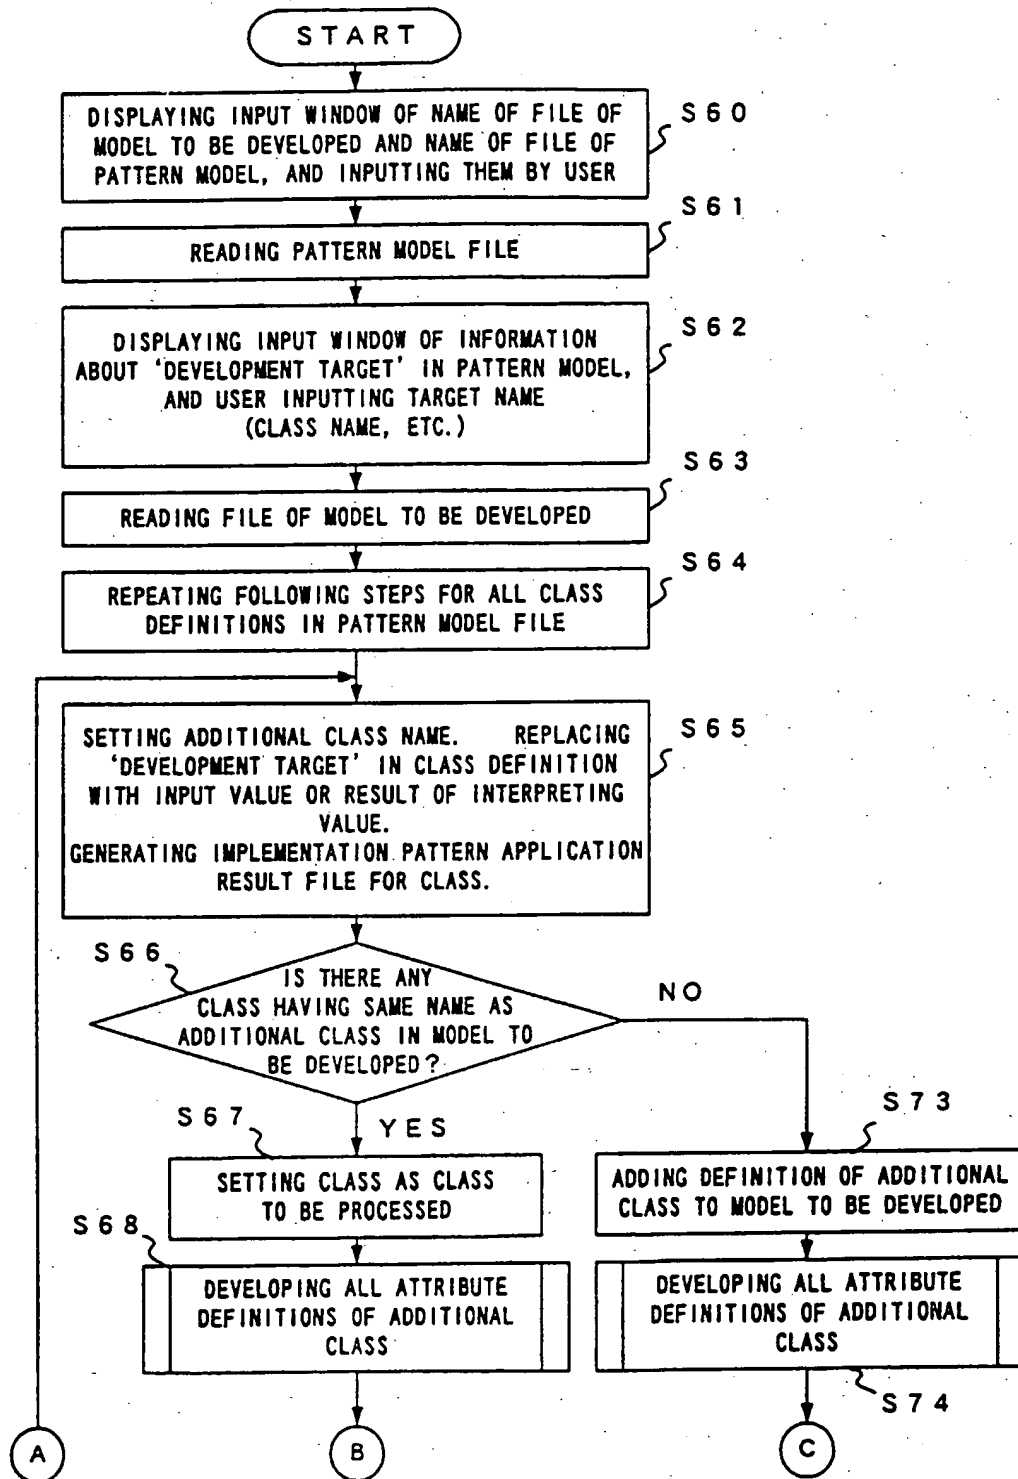 START
DISPLAYING INPUT WINDOW OF NAME OF FILE OF
MODEL TO BE DEVELOPED AND NAME OF FILE OF
PATTERN MODEL, AND INPUTTING THEM BY USER
S60
S61
READING PATTERN MODEL FILE
S62
DISPLAYING INPUT WINDOW OF INFORMATION
ABOUT 'DEVELOPMENT TARGET' IN PATTERN MODEL,
AND USER INPUTTING TARGET NAME
(CLASS NAME, ETC.)
S63
READING FILE OF MODEL TO BE DEVELOPED
S64
REPEATING FOLLOWING STEPS FOR ALL CLASS
DEFINITIONS IN PATTERN MODEL FILE
S65
SETTING ADDITIONAL CLASS NAME. REPLACING
'DEVELOPMENT TARGET' IN CLASS DEFINITION
WITH INPUT VALUE OR RESULT OF INTERPRETING
VALUE.
GENERATING IMPLEMENTATION PATTERN APPLICATION
RESULT FILE FOR CLASS.
S66
IS THERE ANY
CLASS HAVING SAME NAME AS
ADDITIONAL CLASS IN MODEL TO
BE DEVELOPED?
NO
YES
S67
SETTING CLASS AS CLASS
TO BE PROCESSED
S73
ADDING DEFINITION OF ADDITIONAL
CLASS TO MODEL TO BE DEVELOPED
S68
DEVELOPING ALL ATTRIBUTE
DEFINITIONS OF ADDITIONAL
CLASS
DEVELOPING ALL ATTRIBUTE
DEFINITIONS OF ADDITIONAL
CLASS
S74
A
B
C